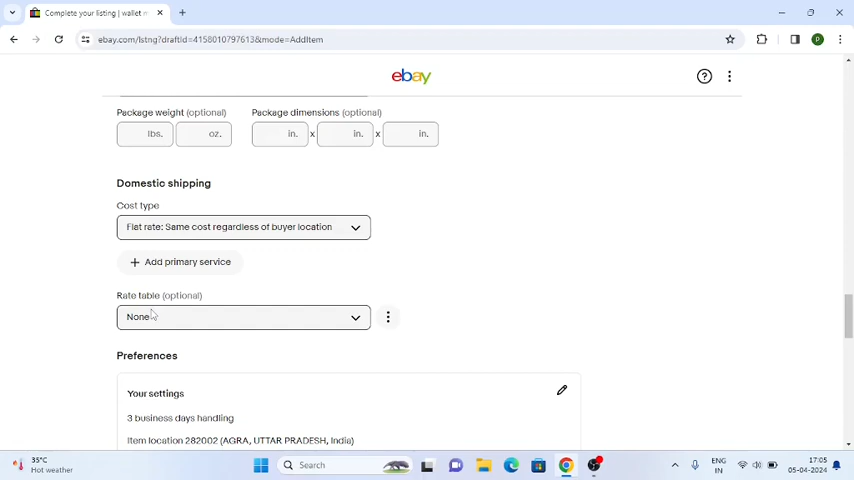 Complete your listing | wallet m
ebay.com/lstng?draftId=4158010797613&mode=AddItem
P
ebay
Package weight (optional)
Package dimensions (optional)
lbs.
oz.
in.
x
in.
x
in.
Domestic shipping
Cost type
Flat rate: Same cost regardless of buyer location
+ Add primary service
Rate table (optional)
None
Preferences
Your settings
3 business days handling
Item location 282002 (AGRA, UTTAR PRADESH, India)
35°C
Hot weather
Search
ENG
IN
17:05
05-04-2024